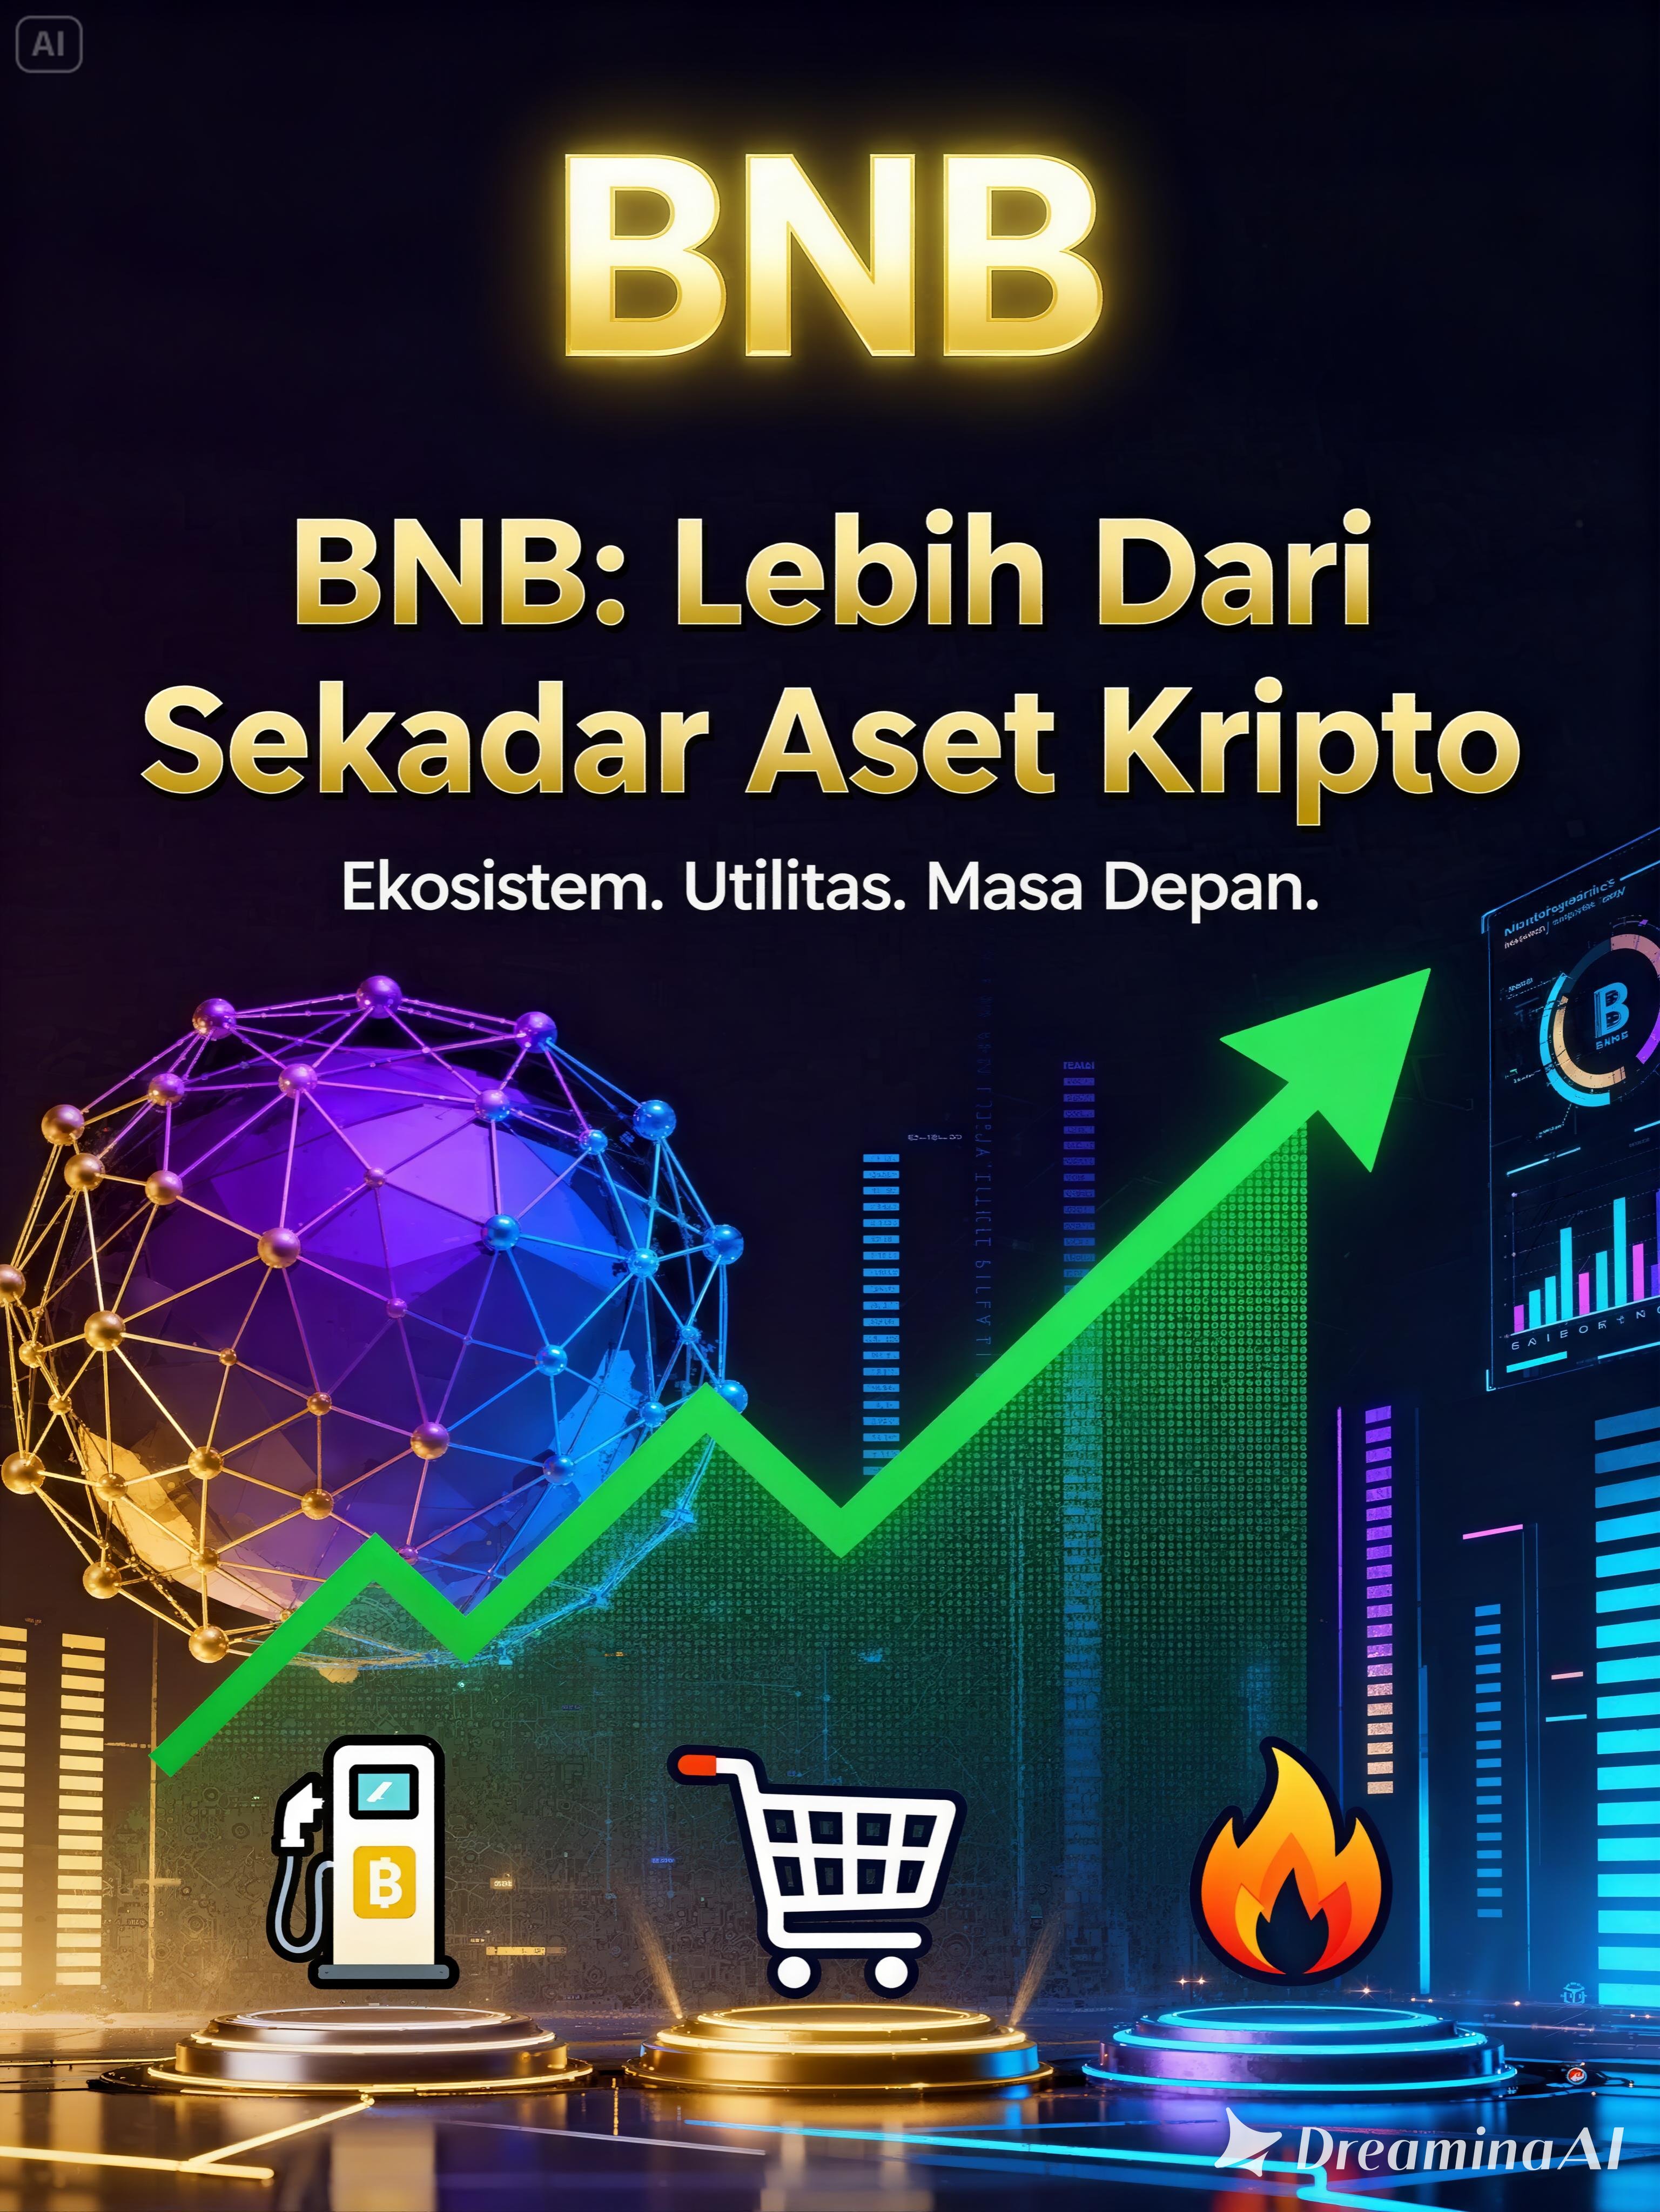 AI
BNB
BNB: Lebih Dari
Sekadar Aset Kripto
Ekosistem. Utilitas. Masa Depan.
B
₿
DreaminaAI